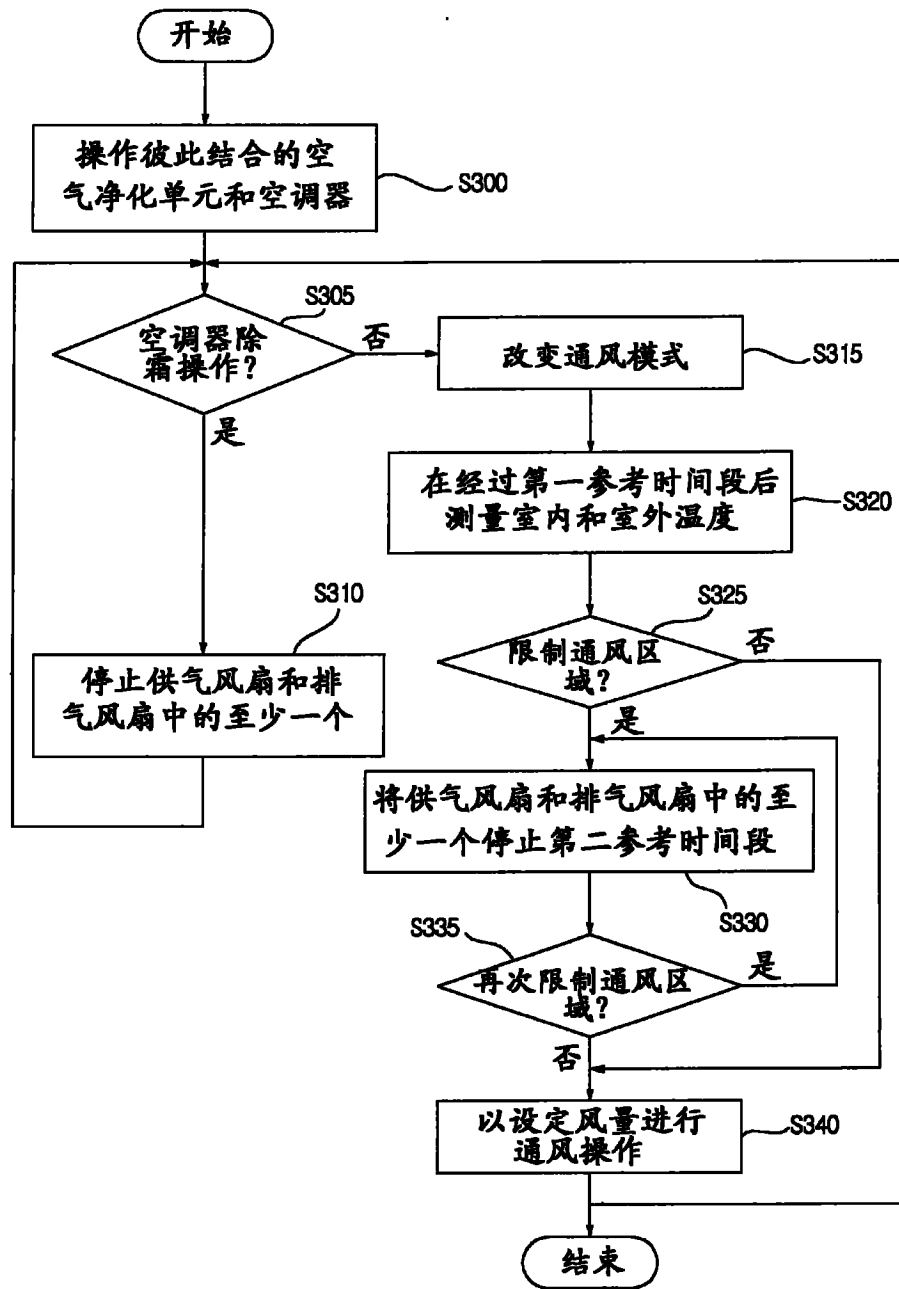 开始
操作彼此结合的空
气净化单元和空调器
S300
S305
空调器除
霜操作?
否
是
改变通风模式
S315
在经过第一参考时间段后
测量室内和室外温度
S320
S310
停止供气风扇和排
气风扇中的至少一个
S325
限制通风区
域?
否
是
将供气风扇和排气风扇中的至
少一个停止第二参考时间段
S330
S335
再次限制通风区
域?
是
否
以设定风量进行
通风操作
S340
结束